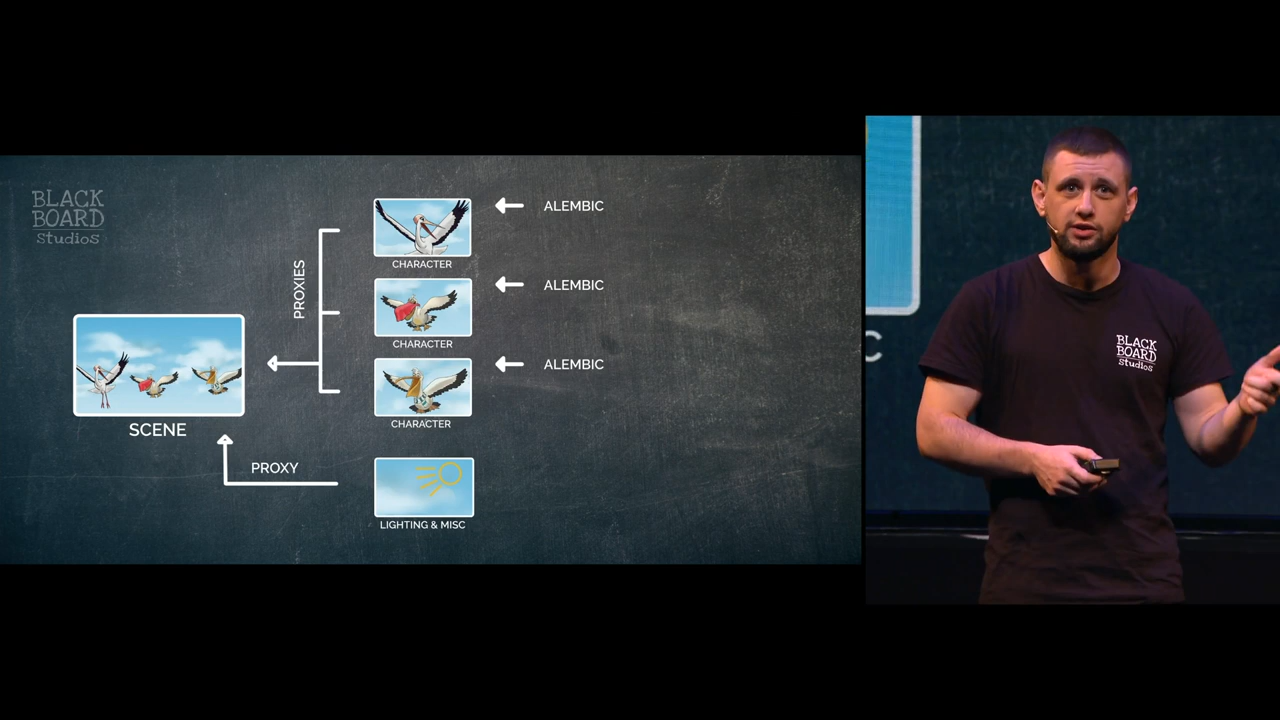 BLACK
BOARD
studios
PROXIES
CHARACTER
ALEMBIC
CHARACTER
ALEMBIC
CHARACTER
ALEMBIC
SCENE
PROXY
LIGHTING & MISC
C
BLACK
BOARD
studios